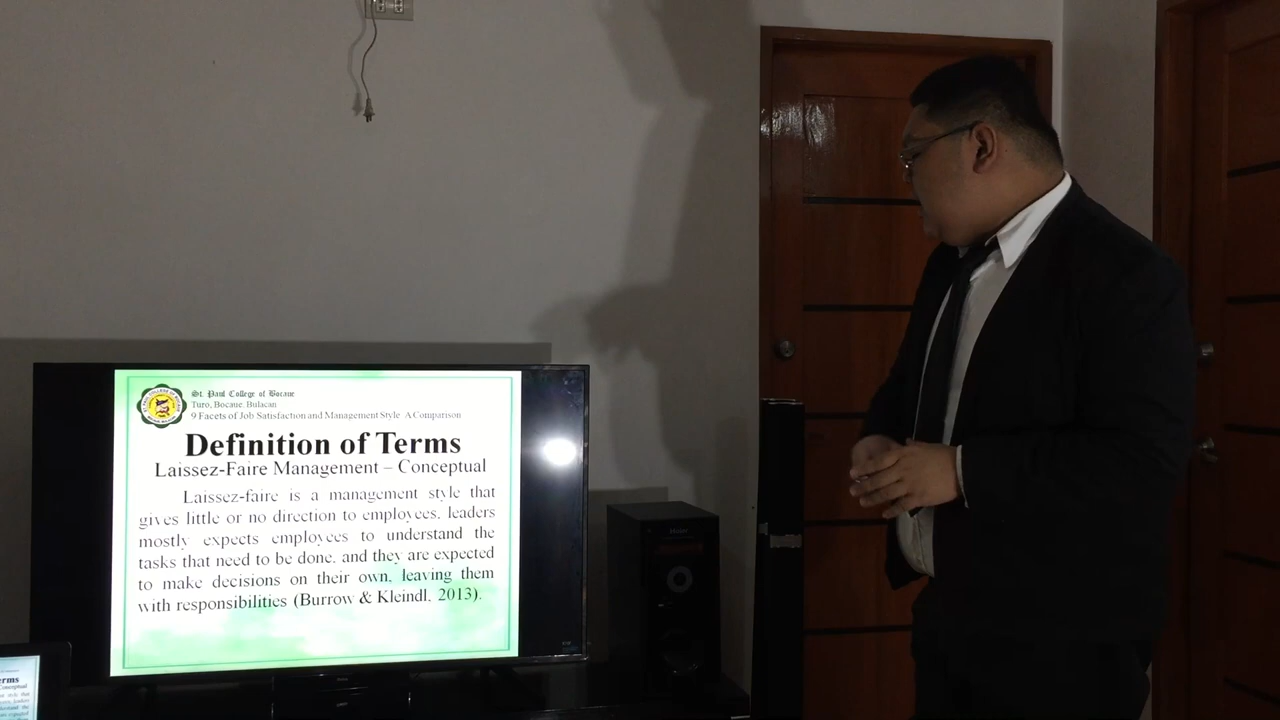 St. Paul College of Bocaue
Turo, Bocaue, Bulacan
9 Facets of Job Satisfaction and Management Style A Comparison
Definition of Terms
Laissez-Faire Management – Conceptual
Laissez-faire is a management style that
gives little or no direction to employees, leaders
mostly expects employees to understand the
tasks that need to be done, and they are expected
to make decisions on their own, leaving them
with responsibilities (Burrow & Kleindl, 2013).
erms
Conceptual